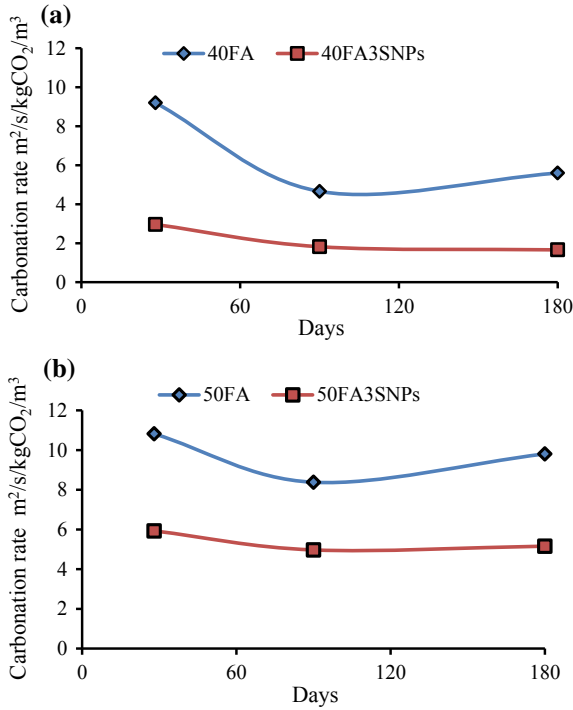 (a)
40FA 40FA3SNPs
Carbonation rate m²/s/kgCO₂/m³
12
10
8
6
4
2
0
0 60 120 180
Days
(b)
50FA 50FA3SNPs
Carbonation rate m²/s/kgCO₂/m³
12
10
8
6
4
2
0
0 60 120 180
Days